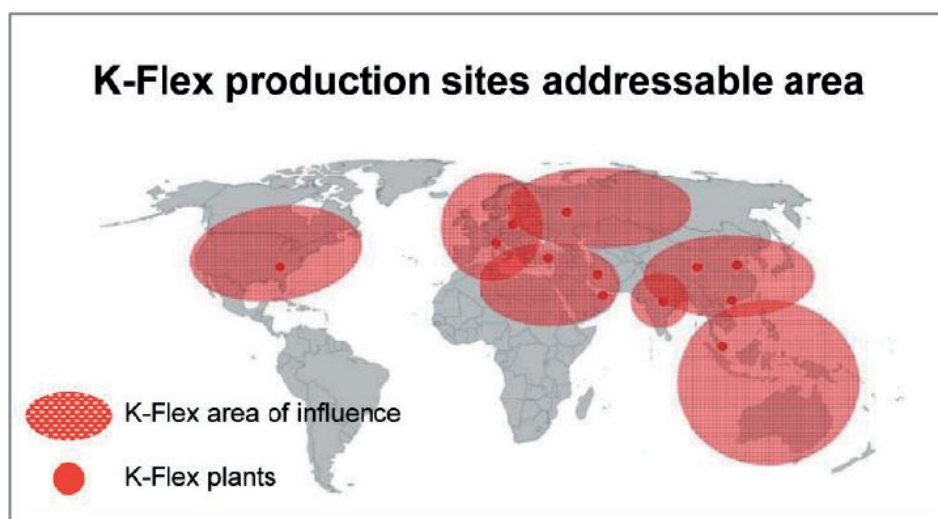 K-Flex production sites addressable area
K-Flex area of influence
K-Flex plants